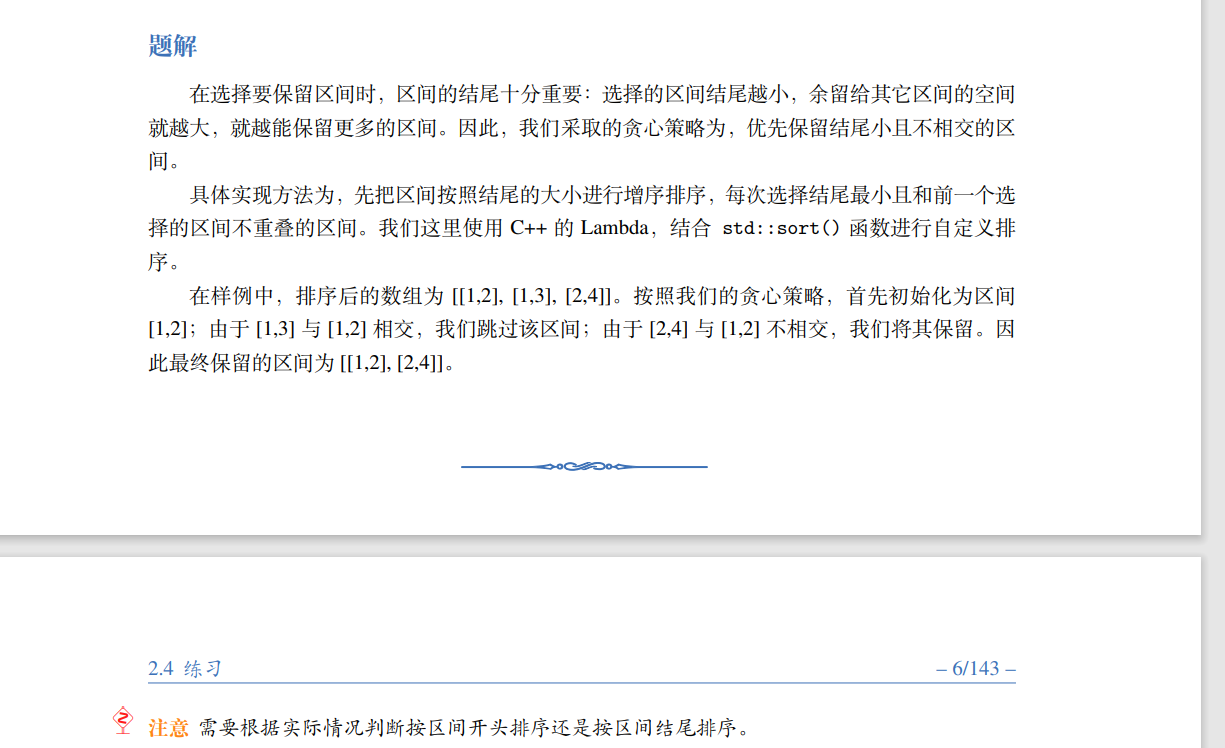 题解
在选择要保留区间时，区间的结尾十分重要：选择的区间结尾越小，余留给其它区间的空间
就越大，就越能保留更多的区间。因此，我们采取的贪心策略为，优先保留结尾小且不相交的区
间。
具体实现方法为，先把区间按照结尾的大小进行增序排序，每次选择结尾最小且和前一个选
择的区间不重叠的区间。我们这里使用 C++ 的 Lambda，结合 std::sort() 函数进行自定义排
序。
在样例中，排序后的数组为 [[1,2], [1,3], [2,4]]。按照我们的贪心策略，首先初始化为区间
[1,2]；由于 [1,3] 与 [1,2] 相交，我们跳过该区间；由于 [2,4] 与 [1,2] 不相交，我们将其保留。因
此最终保留的区间为 [[1,2], [2,4]]。
2.4 练习 – 6/143 –
注意 需要根据实际情况判断按区间开头排序还是按区间结尾排序。